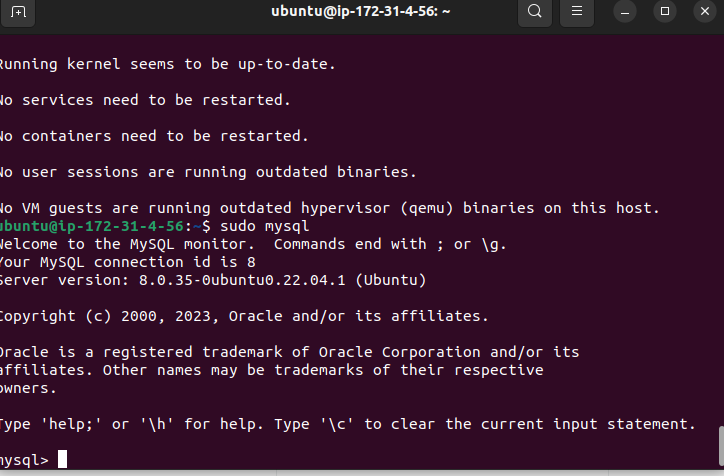 ubuntu@ip-172-31-4-56: ~
Running kernel seems to be up-to-date.
No services need to be restarted.
No containers need to be restarted.
No user sessions are running outdated binaries.
No VM guests are running outdated hypervisor (qemu) binaries on this host.
ubuntu@ip-172-31-4-56:~$ sudo mysql
Welcome to the MySQL monitor.  Commands end with ; or \g.
Your MySQL connection id is 8
Server version: 8.0.35-0ubuntu0.22.04.1 (Ubuntu)
Copyright (c) 2000, 2023, Oracle and/or its affiliates.
Oracle is a registered trademark of Oracle Corporation and/or its
affiliates. Other names may be trademarks of their respective
owners.
Type 'help;' or '\h' for help. Type '\c' to clear the current input statement.
mysql>